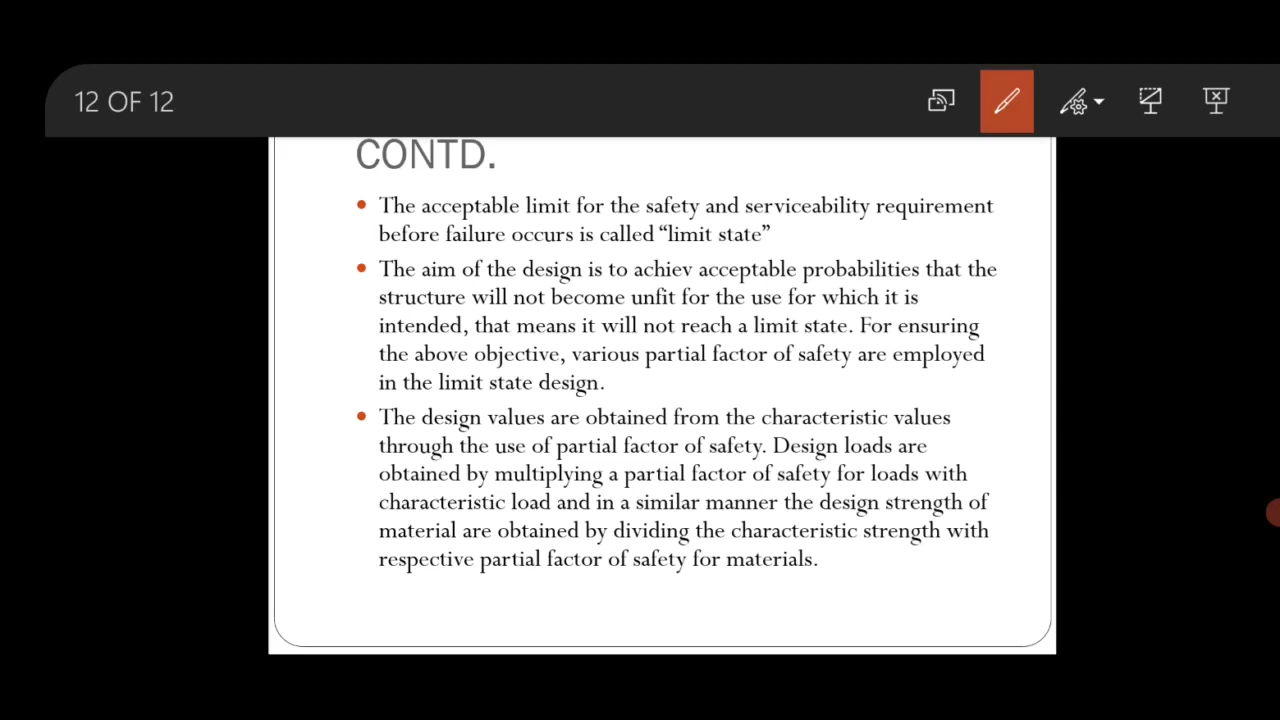 12 OF 12
CONTD.
The acceptable limit for the safety and serviceability requirement
before failure occurs is called “limit state”
The aim of the design is to achiev acceptable probabilities that the
structure will not become unfit for the use for which it is
intended, that means it will not reach a limit state. For ensuring
the above objective, various partial factor of safety are employed
in the limit state design.
The design values are obtained from the characteristic values
through the use of partial factor of safety. Design loads are
obtained by multiplying a partial factor of safety for loads with
characteristic load and in a similar manner the design strength of
material are obtained by dividing the characteristic strength with
respective partial factor of safety for materials.